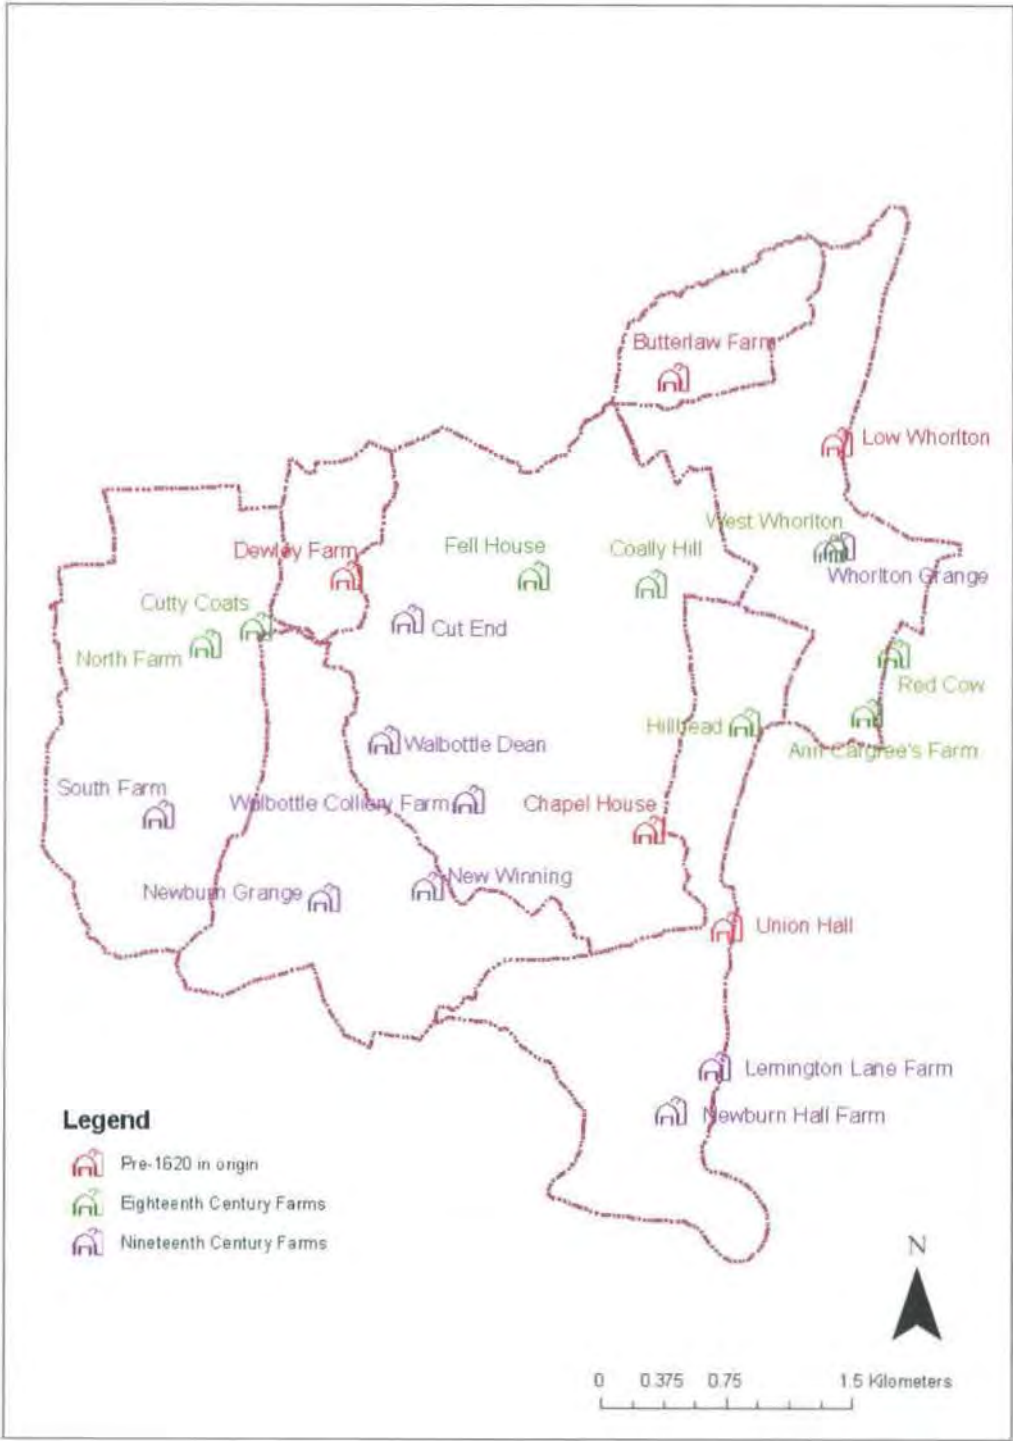 Butterlaw Farm
Low Whorlton
West Whorlton
Dewley Farm
Fell House
Coally Hill
Whorlton Grange
Cutty Coats
Cut End
North Farm
Red Cow
Hillhead
Walbottle Dean
Ann Cargree's Farm
South Farm
Walbottle Colliery Farm
Chapel House
New Winning
Newburn Grange
Union Hall
Lemington Lane Farm
Newburn Hall Farm
Legend
Pre-1620 in origin
Eighteenth Century Farms
Nineteenth Century Farms
N
0 0.375 0.75 1.5 Kilometers